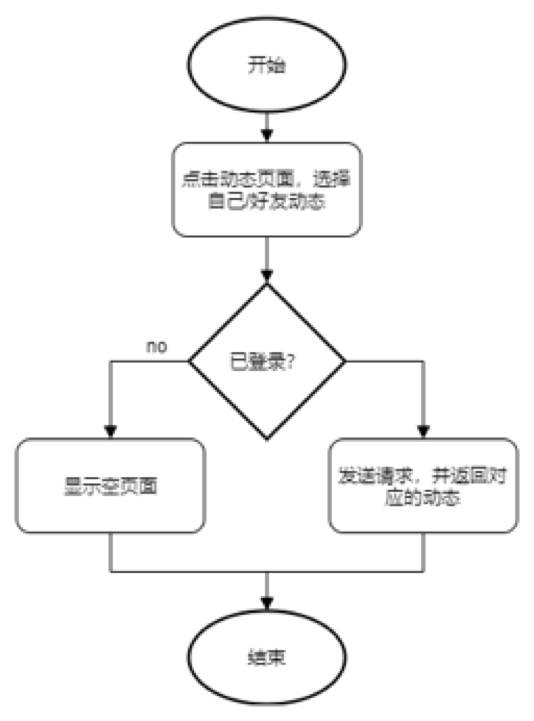 开始
点击动态页面，选择
自己/好友动态
已登录?
no
显示空页面
发送请求，并返回对
应的动态
结束